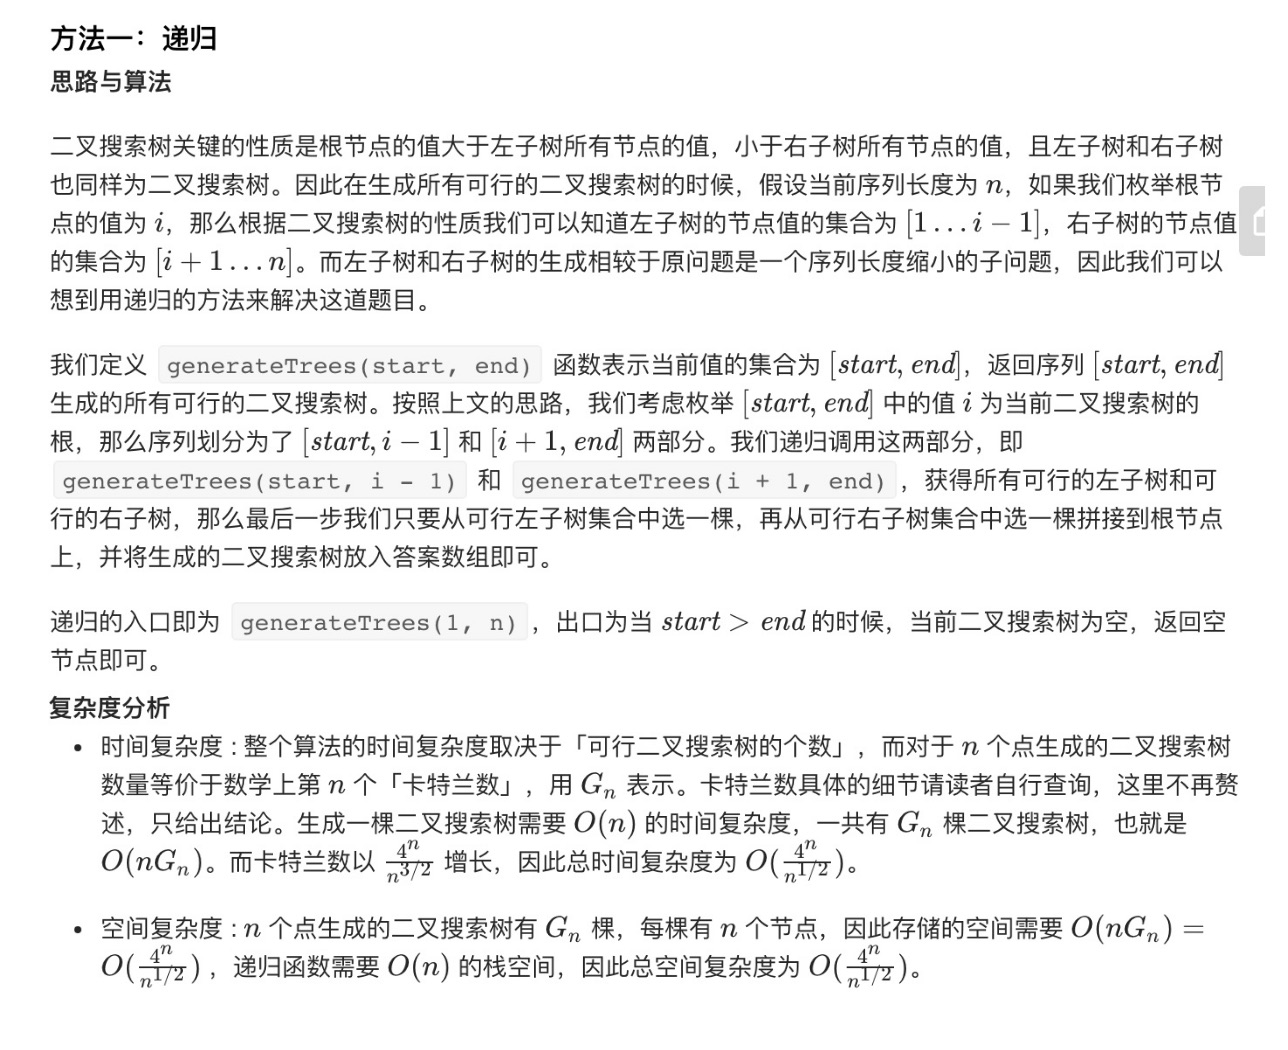 方法一：递归
思路与算法
二叉搜索树关键的性质是根节点的值大于左子树所有节点的值，小于右子树所有节点的值，且左子树和右子树
也同样为二叉搜索树。因此在生成所有可行的二叉搜索树的时候，假设当前序列长度为 n，如果我们枚举根节
点的值为 i，那么根据二叉搜索树的性质我们可以知道左子树的节点值的集合为 [1…i − 1]，右子树的节点值
的集合为 [i + 1…n]。而左子树和右子树的生成相较于原问题是一个序列长度缩小的子问题，因此我们可以
想到用递归的方法来解决这道题目。
我们定义 generateTrees(start, end) 函数表示当前值的集合为 [start, end]，返回序列 [start, end]
生成的所有可行的二叉搜索树。按照上文的思路，我们考虑枚举 [start, end] 中的值 i 为当前二叉搜索树的
根，那么序列划分为了 [start, i − 1] 和 [i + 1, end] 两部分。我们递归调用这两部分，即
generateTrees(start, i - 1) 和 generateTrees(i + 1, end) ，获得所有可行的左子树和可
行的右子树，那么最后一步我们只要从可行左子树集合中选一棵，再从可行右子树集合中选一棵拼接到根节点
上，并将生成的二叉搜索树放入答案数组即可。
递归的入口即为 generateTrees(1, n) ，出口为当 start > end 的时候，当前二叉搜索树为空，返回空
节点即可。
复杂度分析
• 时间复杂度 : 整个算法的时间复杂度取决于「可行二叉搜索树的个数」，而对于 n 个点生成的二叉搜索树
数量等价于数学上第 n 个「卡特兰数」，用 Gₙ 表示。卡特兰数具体的细节请读者自行查询，这里不再赘
述，只给出结论。生成一棵二叉搜索树需要 O(n) 的时间复杂度，一共有 Gₙ 棵二叉搜索树，也就是
O(nGₙ)。而卡特兰数以 4^n/n^{3/2} 增长，因此总时间复杂度为 O(4^n/n^{1/2})。
• 空间复杂度 : n 个点生成的二叉搜索树有 Gₙ 棵，每棵有 n 个节点，因此存储的空间需要 O(nGₙ) =
O(4^n/n^{1/2}) ，递归函数需要 O(n) 的栈空间，因此总空间复杂度为 O(4^n/n^{1/2})。